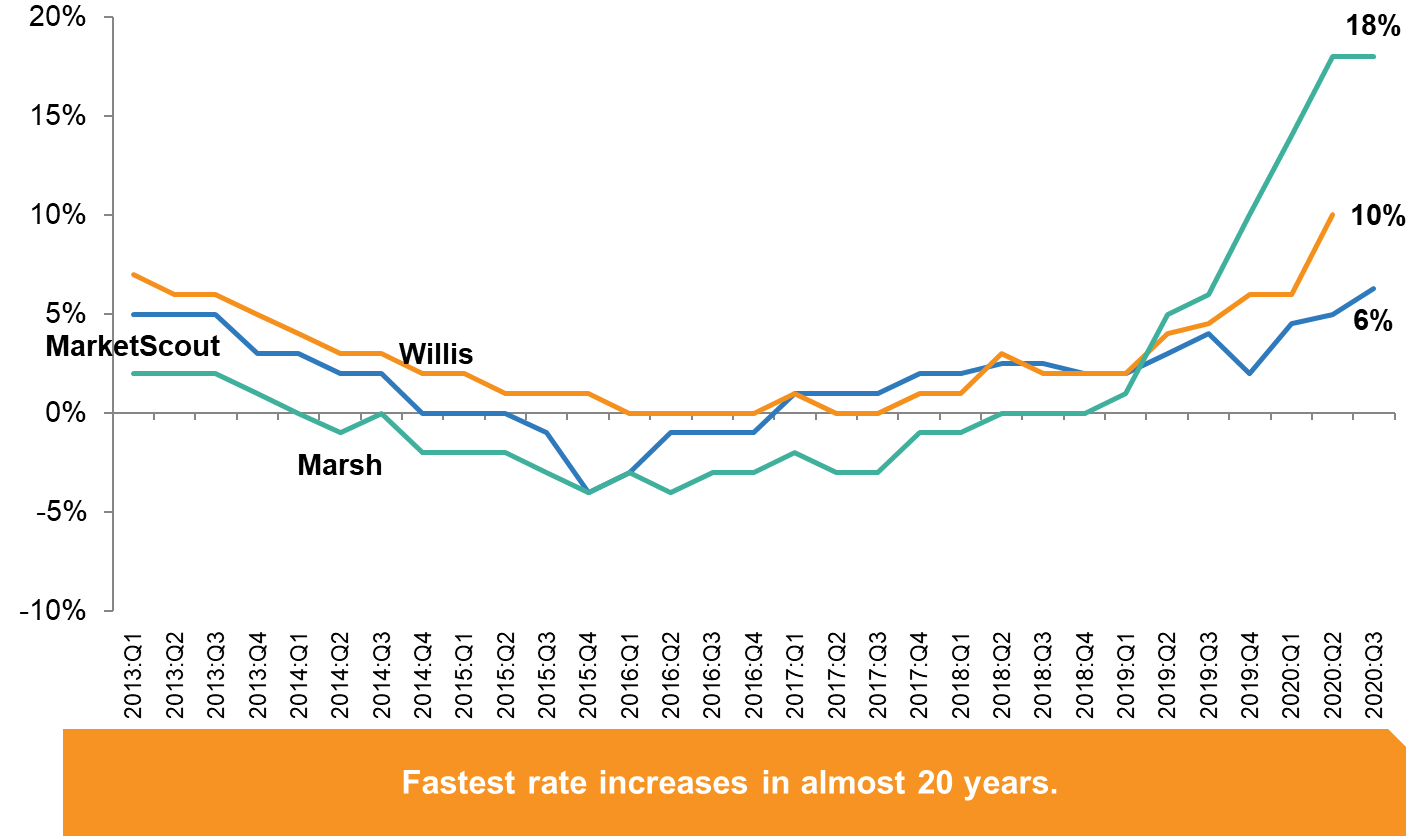 20%
18%
15%
10%
10%
5%
6%
MarketScout
Willis
0%
Marsh
-5%
-10%
2013:Q1
2013:Q2
2013:Q3
2013:Q4
2014:Q1
2014:Q2
2014:Q3
2014:Q4
2015:Q1
2015:Q2
2015:Q3
2015:Q4
2016:Q1
2016:Q2
2016:Q3
2016:Q4
2017:Q1
2017:Q2
2017:Q3
2017:Q4
2018:Q1
2018:Q2
2018:Q3
2018:Q4
2019:Q1
2019:Q2
2019:Q3
2019:Q4
2020:Q1
2020:Q2
2020:Q3
Fastest rate increases in almost 20 years.